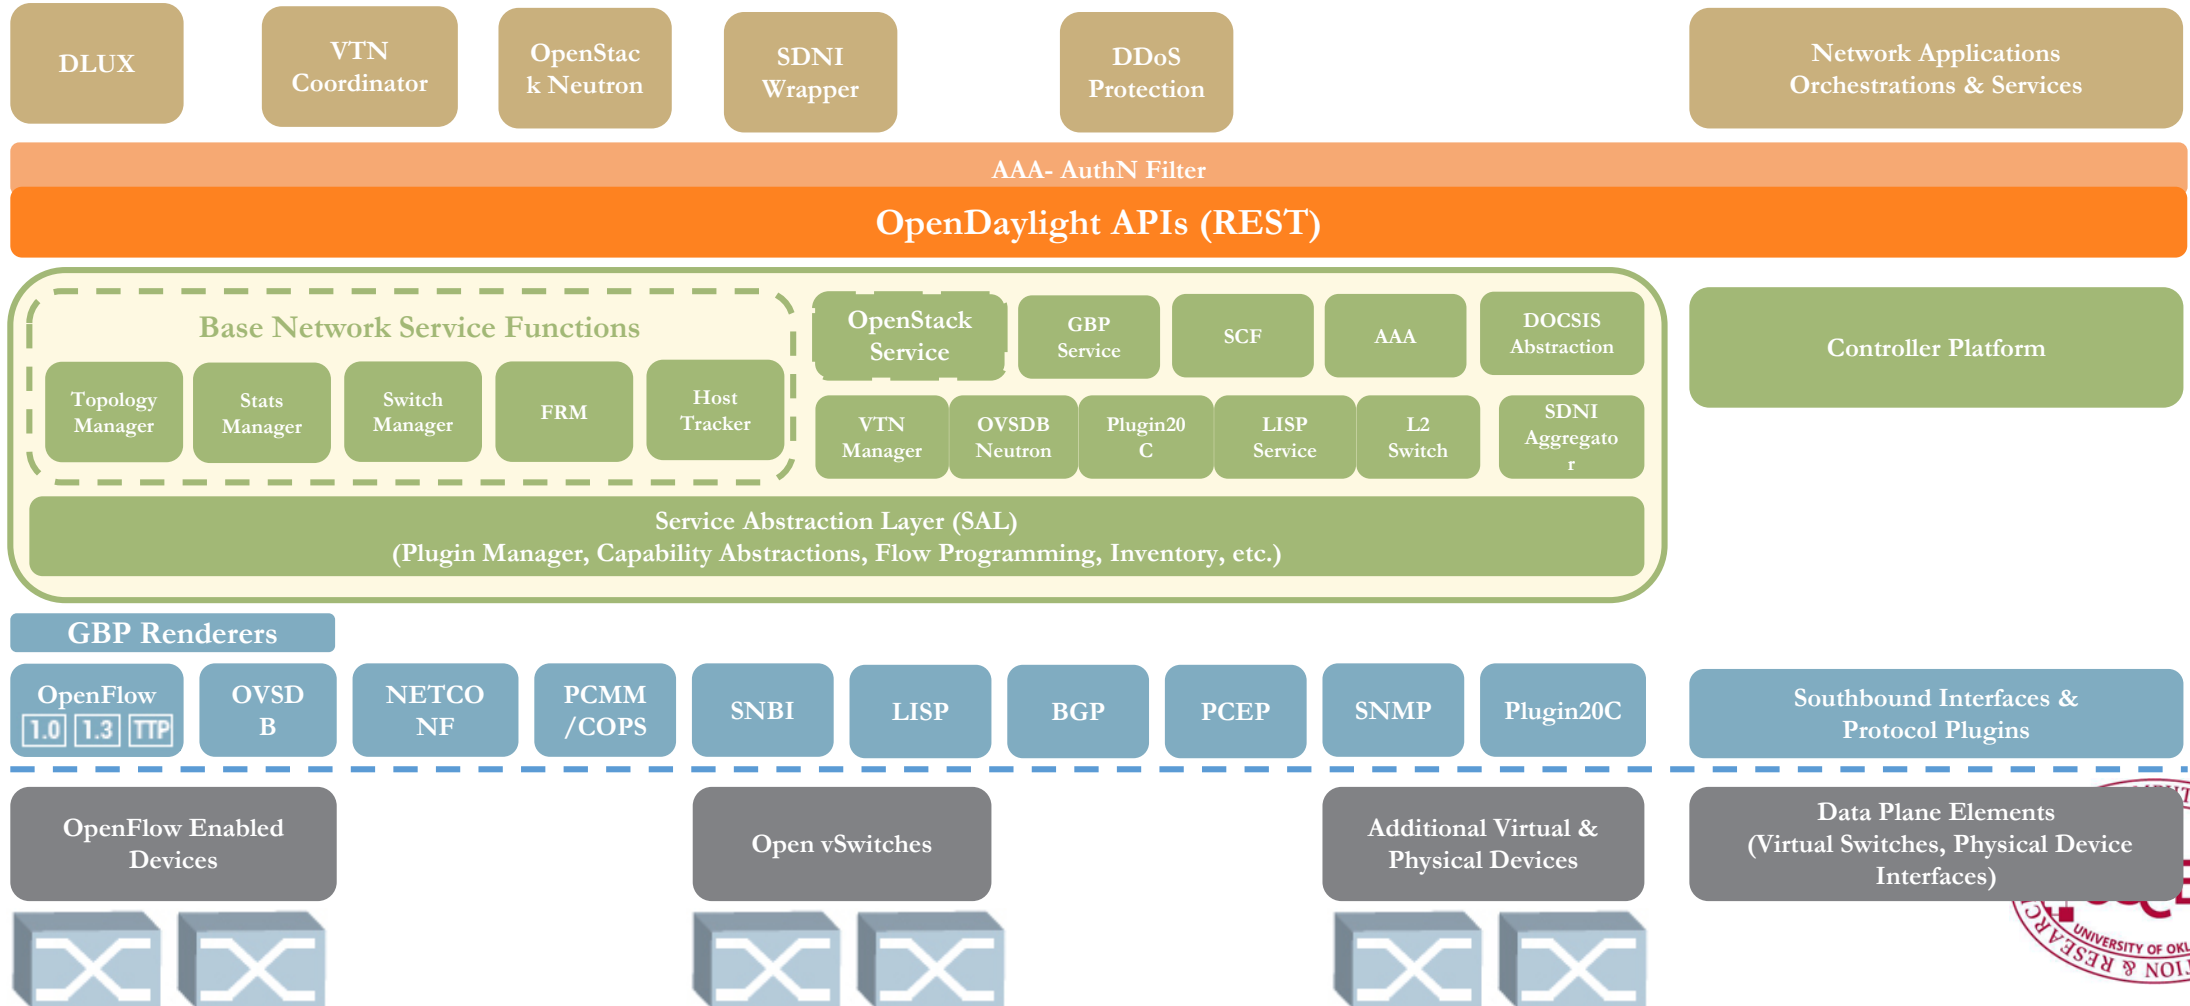 DLUX
VTN
Coordinator
OpenStac
k Neutron
SDNI
Wrapper
DDoS
Protection
Network Applications
Orchestrations & Services
AAA- AuthN Filter
OpenDaylight APIs (REST)
Base Network Service Functions
Topology
Manager
Stats
Manager
Switch
Manager
FRM
Host
Tracker
OpenStack
Service
GBP
Service
SCF
AAA
DOCSIS
Abstraction
VTN
Manager
OVSDB
Neutron
Plugin20
C
LISP
Service
L2
Switch
SDNI
Aggregato
r
Controller Platform
Service Abstraction Layer (SAL)
(Plugin Manager, Capability Abstractions, Flow Programming, Inventory, etc.)
GBP Renderers
OpenFlow
1.0 1.3 TTP
OVSD
B
NETCO
NF
PCMM
/COPS
SNBI
LISP
BGP
PCEP
SNMP
Plugin20C
Southbound Interfaces &
Protocol Plugins
OpenFlow Enabled
Devices
Open vSwitches
Additional Virtual &
Physical Devices
Data Plane Elements
(Virtual Switches, Physical Device
Interfaces)
UNIVERSITY OF
& RESEARC